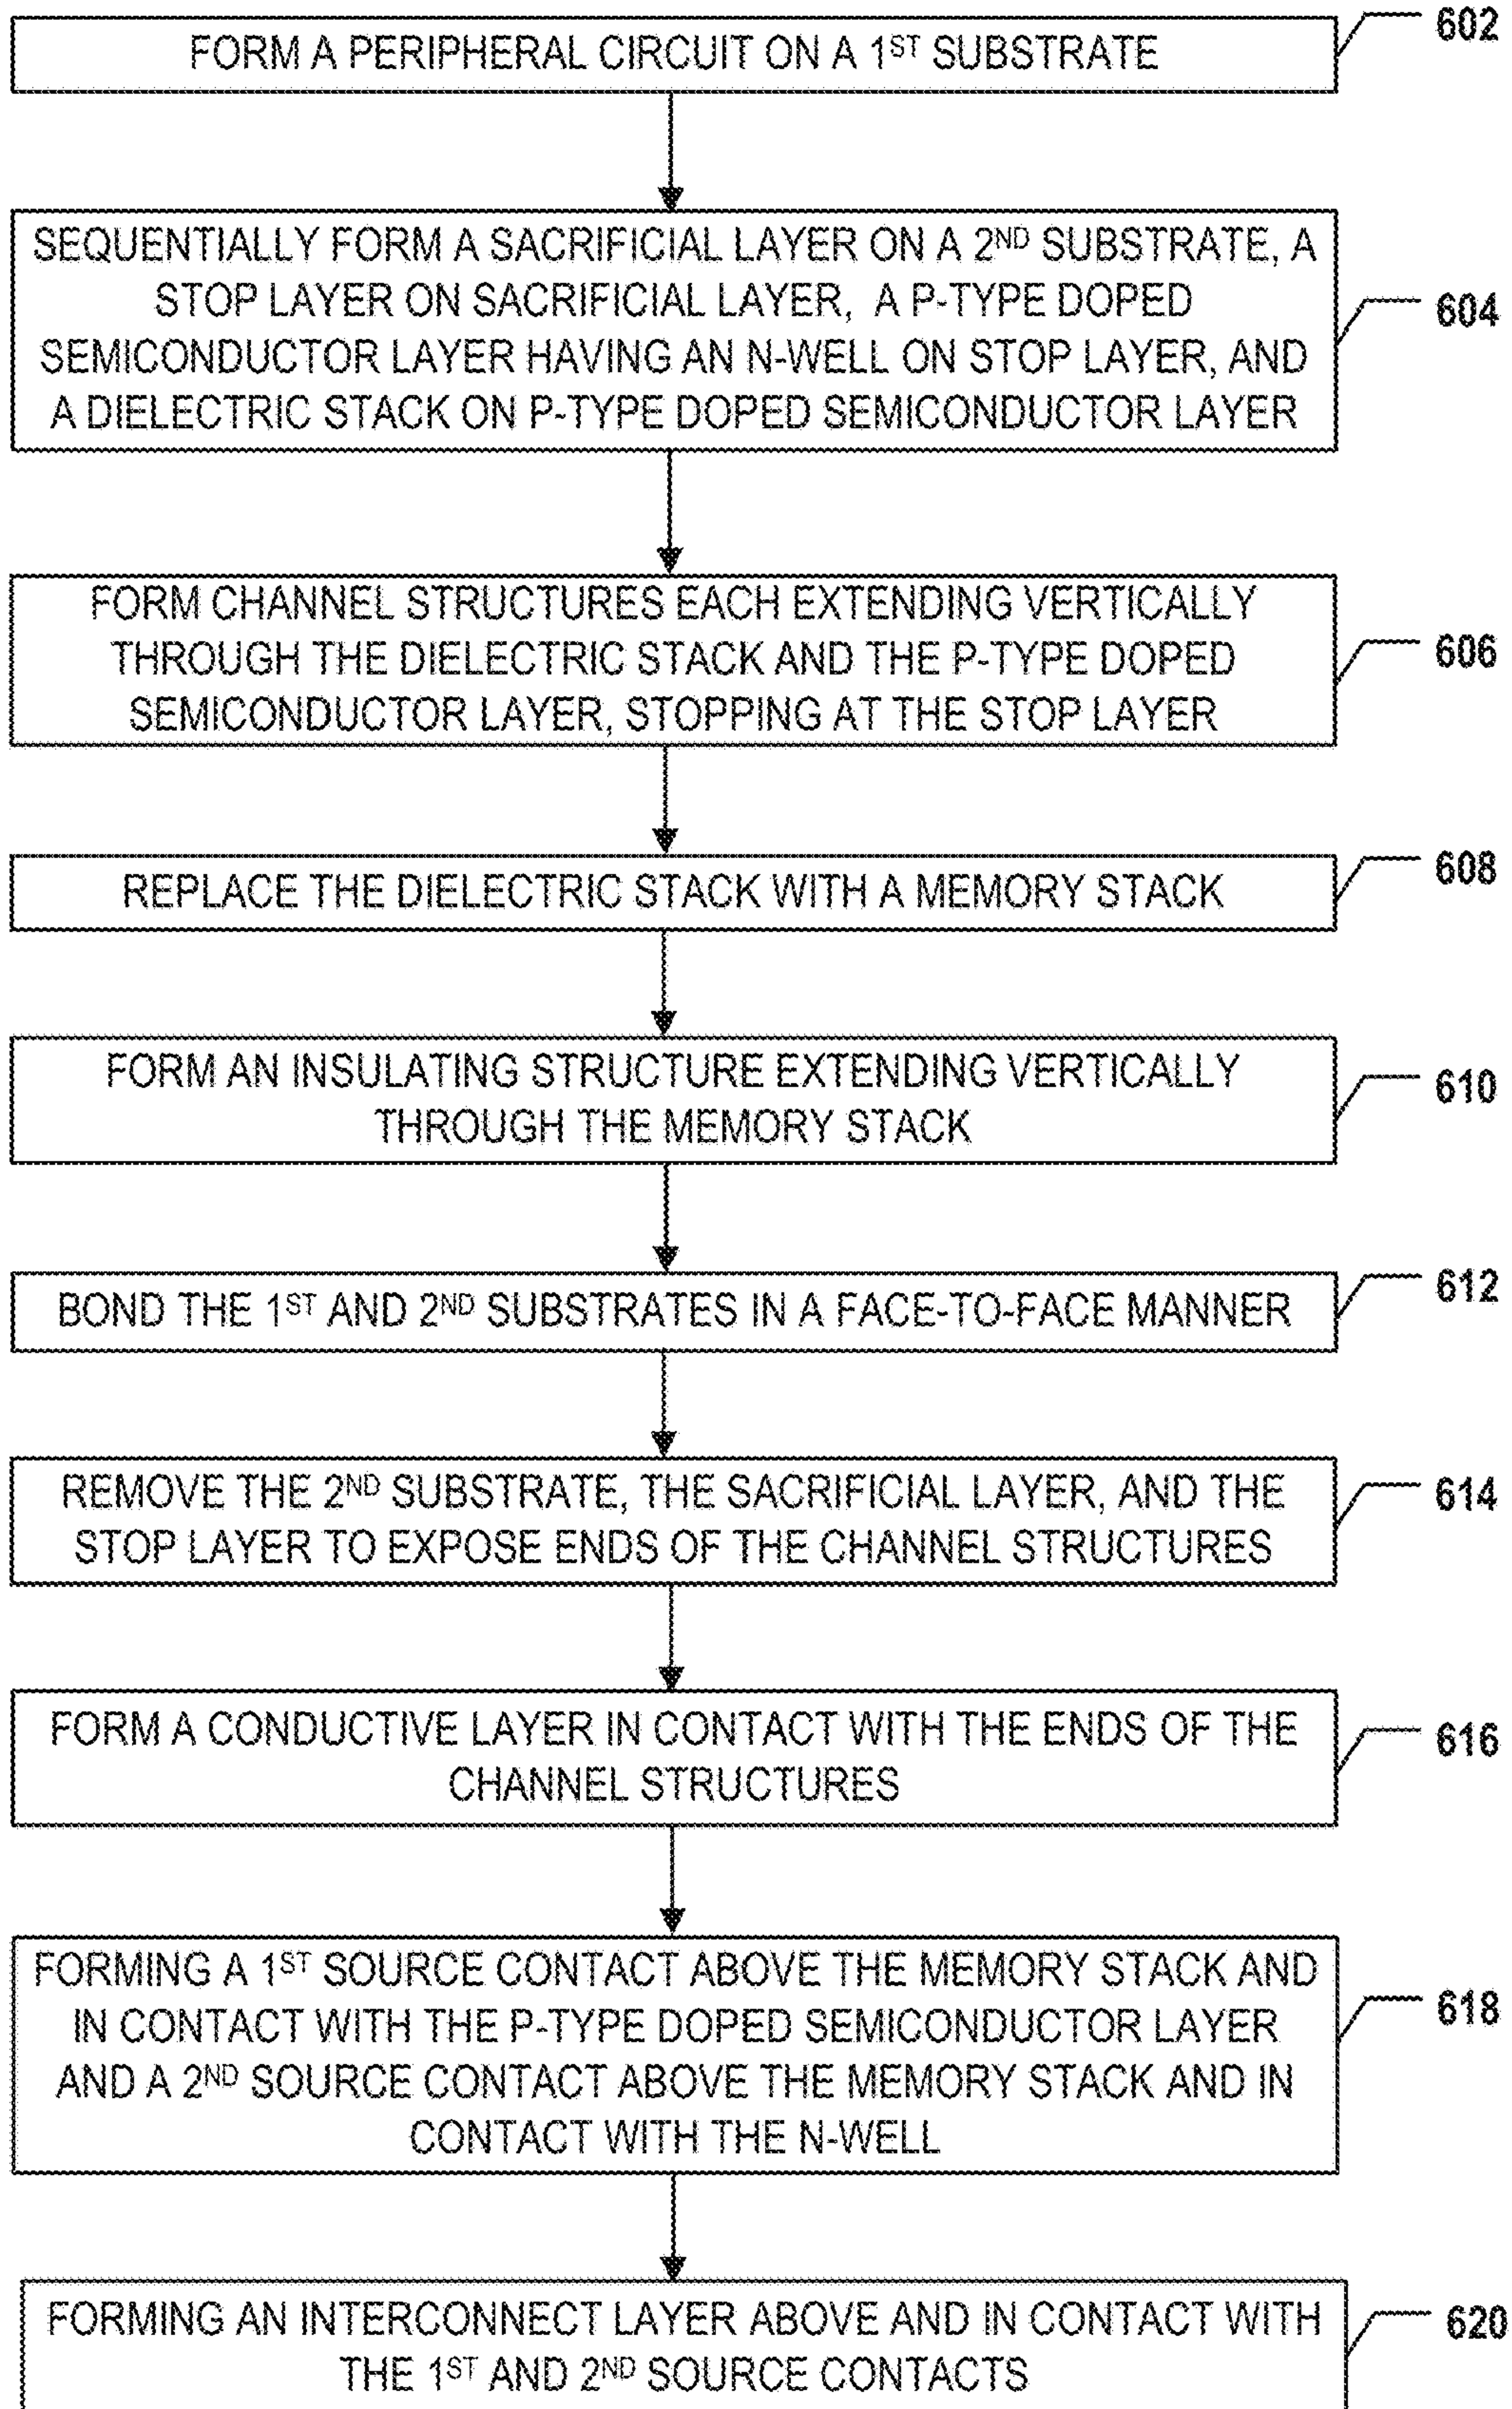 FORM A PERIPHERAL CIRCUIT ON A 1ST SUBSTRATE
602
SEQUENTIALLY FORM A SACRIFICIAL LAYER ON A 2ND SUBSTRATE, A
STOP LAYER ON SACRIFICIAL LAYER, A P-TYPE DOPED
SEMICONDUCTOR LAYER HAVING AN N-WELL ON STOP LAYER, AND
A DIELECTRIC STACK ON P-TYPE DOPED SEMICONDUCTOR LAYER
604
FORM CHANNEL STRUCTURES EACH EXTENDING VERTICALLY
THROUGH THE DIELECTRIC STACK AND THE P-TYPE DOPED
SEMICONDUCTOR LAYER, STOPPING AT THE STOP LAYER
606
REPLACE THE DIELECTRIC STACK WITH A MEMORY STACK
608
FORM AN INSULATING STRUCTURE EXTENDING VERTICALLY
THROUGH THE MEMORY STACK
610
BOND THE 1ST AND 2ND SUBSTRATES IN A FACE-TO-FACE MANNER
612
REMOVE THE 2ND SUBSTRATE, THE SACRIFICIAL LAYER, AND THE
STOP LAYER TO EXPOSE ENDS OF THE CHANNEL STRUCTURES
614
FORM A CONDUCTIVE LAYER IN CONTACT WITH THE ENDS OF THE
CHANNEL STRUCTURES
616
FORMING A 1ST SOURCE CONTACT ABOVE THE MEMORY STACK AND
IN CONTACT WITH THE P-TYPE DOPED SEMICONDUCTOR LAYER
AND A 2ND SOURCE CONTACT ABOVE THE MEMORY STACK AND IN
CONTACT WITH THE N-WELL
618
FORMING AN INTERCONNECT LAYER ABOVE AND IN CONTACT WITH
THE 1ST AND 2ND SOURCE CONTACTS
620